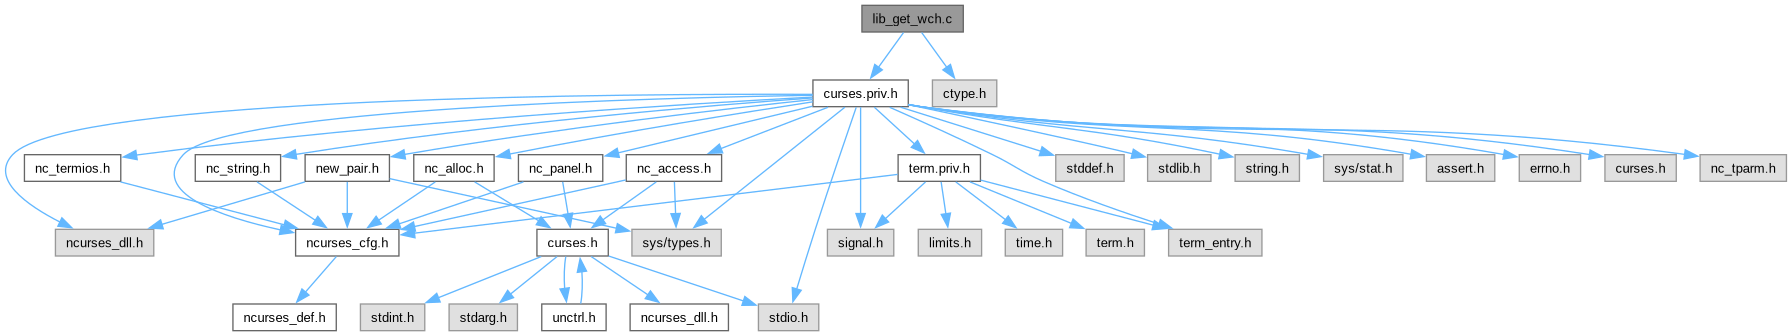 lib_get_wch.c
curses.priv.h
ctype.h
nc_termios.h
nc_string.h
new_pair.h
nc_alloc.h
nc_panel.h
nc_access.h
term.priv.h
stddef.h
stdlib.h
string.h
sys/stat.h
assert.h
errno.h
curses.h
nc_tparm.h
ncurses_dll.h
ncurses_cfg.h
curses.h
sys/types.h
signal.h
limits.h
time.h
term.h
term_entry.h
ncurses_def.h
stdint.h
stdarg.h
unctrl.h
ncurses_dll.h
stdio.h